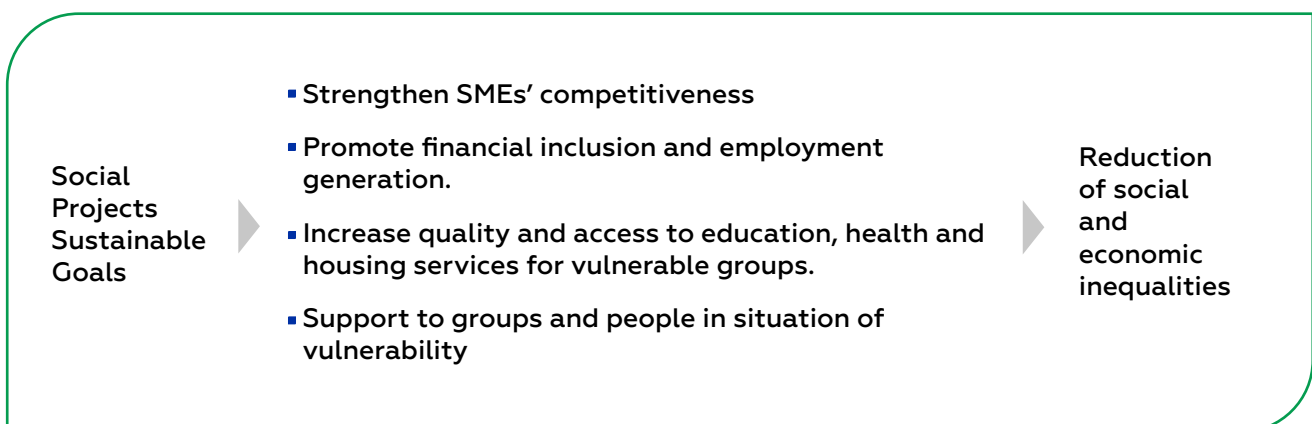 Social
Projects
Sustainable
Goals
Strengthen SMEs’ competitiveness
Promote financial inclusion and employment
generation.
Increase quality and access to education, health and
housing services for vulnerable groups.
Support to groups and people in situation of
vulnerability
Reduction
of social
and
economic
inequalities